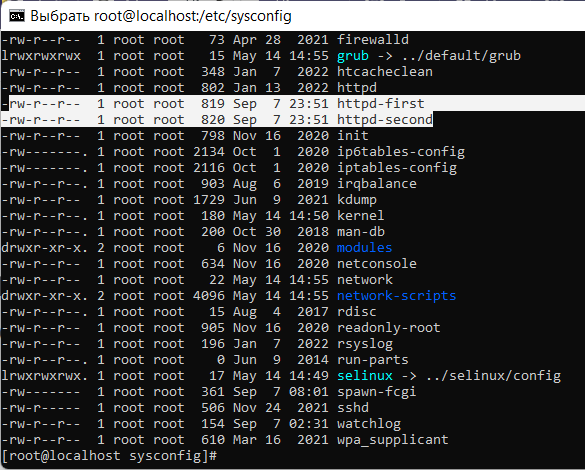 Выбрать root@localhost/etc/sysconfig
-rw-r--r-- 1 root root 73 Apr 28 2021 firewalld
lrwxrwxrwx 1 root root 15 May 14 14:55 grub -> ../default/grub
-rw-r--r-- 1 root root 348 Jan 7 2022 htcacheclean
-rw-r--r-- 1 root root 802 Jan 13 2022 httpd
-rw-r--r-- 1 root root 819 Sep 7 23:51 httpd-first
-rw-r--r-- 1 root root 820 Sep 7 23:51 httpd-second
-rw-r--r-- 1 root root 798 Nov 16 2020 init
-rw-------. 1 root root 2134 Oct 1 2020 ip6tables-config
-rw-------. 1 root root 2116 Oct 1 2020 iptables-config
-rw-r--r--. 1 root root 903 Aug 6 2019 irqbalance
-rw-r--r--. 1 root root 1729 Jun 9 2021 kdump
-rw-r--r--. 1 root root 180 May 14 14:50 kernel
-rw-r--r--. 1 root root 200 Oct 30 2018 man-db
drwxr-xr-x. 2 root root 6 Nov 16 2020 modules
-rw-r--r-- 1 root root 634 Nov 16 2020 netconsole
-rw-r--r--. 1 root root 22 May 14 14:55 network
drwxr-xr-x. 2 root root 4096 May 14 14:55 network-scripts
-rw-r--r--. 1 root root 15 Aug 4 2017 rdisc
-rw-r--r-- 1 root root 905 Nov 16 2020 readonly-root
-rw-r--r-- 1 root root 196 Jan 7 2022 rsyslog
-rw-r--r--. 1 root root 0 Jun 9 2014 run-parts
lrwxrwxrwx. 1 root root 17 May 14 14:49 selinux -> ../selinux/config
-rw------- 1 root root 361 Sep 7 08:01 spawn-fcgi
-rw-r----- 1 root root 506 Nov 24 2021 sshd
-rw-r--r-- 1 root root 154 Sep 7 02:31 watchlog
-rw-r--r-- 1 root root 610 Mar 16 2021 wpa_supplicant
[root@localhost sysconfig]#